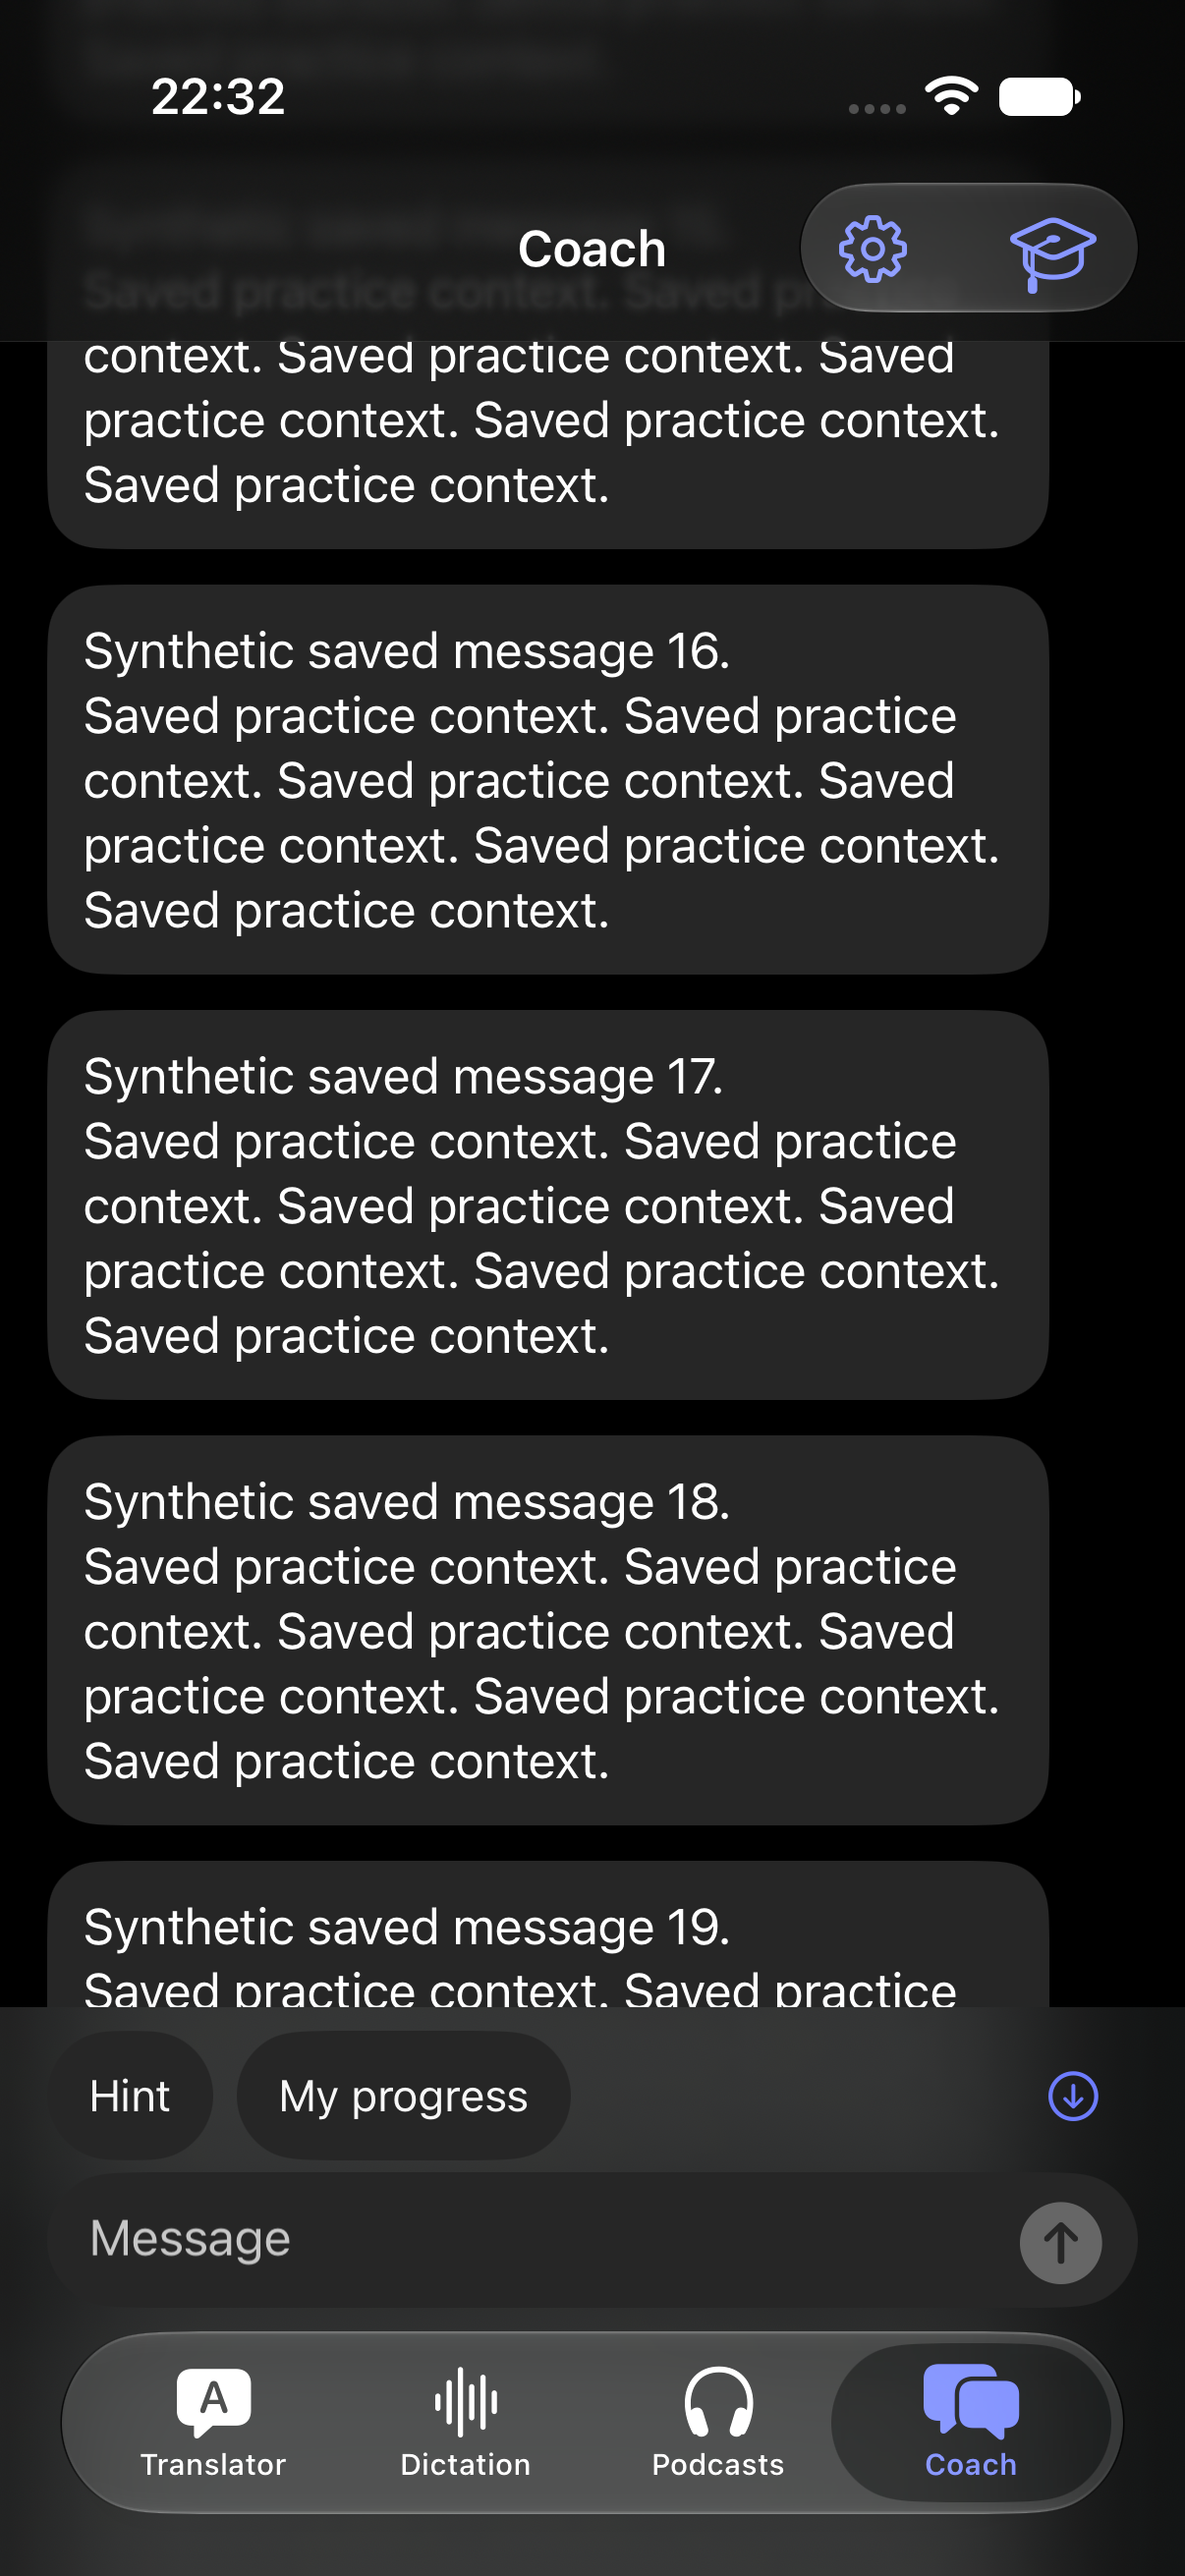 22:32
Coach
Saved practice context. Saved
context. Saved practice context. Saved
practice context. Saved practice context.
Saved practice context.
Synthetic saved message 16.
Saved practice context. Saved practice
context. Saved practice context. Saved
practice context. Saved practice context.
Saved practice context.
Synthetic saved message 17.
Saved practice context. Saved practice
context. Saved practice context. Saved
practice context. Saved practice context.
Saved practice context.
Synthetic saved message 18.
Saved practice context. Saved practice
context. Saved practice context. Saved
practice context. Saved practice context.
Saved practice context.
Synthetic saved message 19.
Saved practice context. Saved practice
Hint
My progress
Message
A
Translator
Dictation
Podcasts
Coach